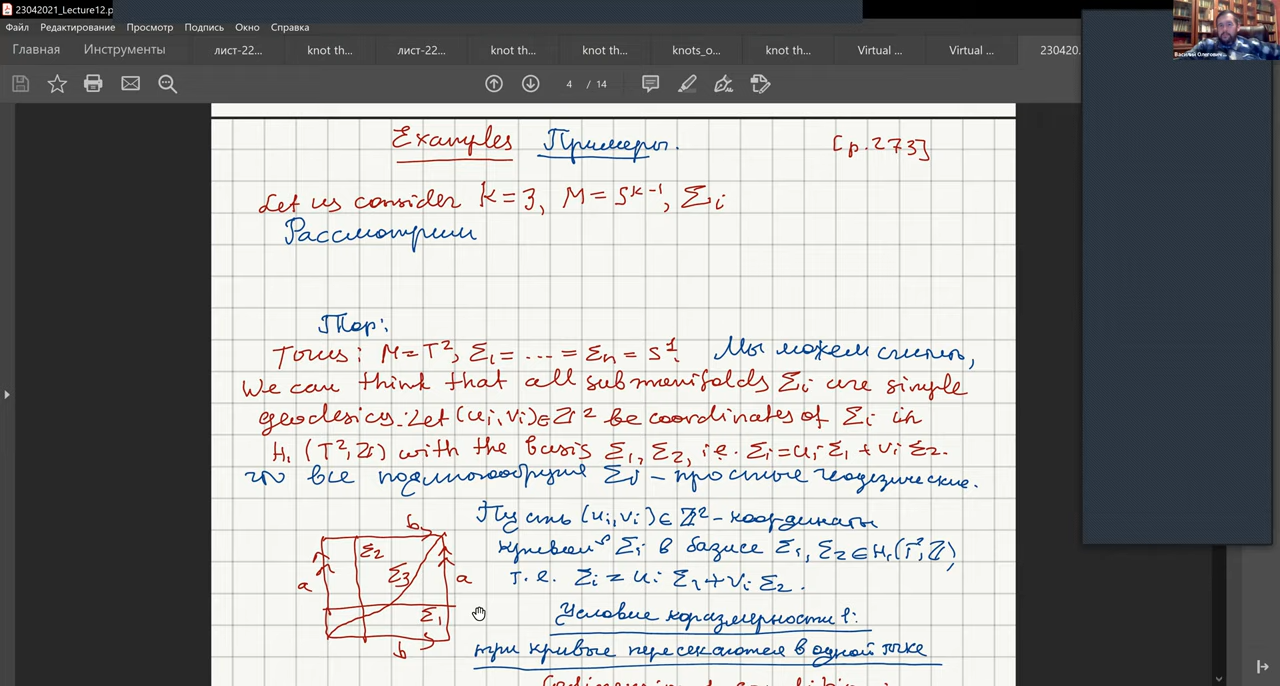 23042021_Lecture12.p
Файл Редактирование Просмотр Подпись Окно Справка
Главная Инструменты лист-22... knot th... лист-22... knot th... knot th... knots_o... knot th... Virtual ... Virtual ... 230420.
4 / 14
Examples Примеры. [p.273]
Let us consider k=3, M=S^{k-1}, Σ_i
Рассмотрим
Тор:
Torus: M=T², Σ_1=...=Σ_n=S¹. Мы можем считать,
We can think that all submanifolds Σ_i are simple
geodesics. Let (u_i, v_i)∈ℤ² be coordinates of Σ_i in
H_1(T²,ℤ) with the basis Σ_1, Σ_2, i.e. Σ_i=u_iΣ_1+v_iΣ_2.
что все подмногообразия Σ_i – простые геодезические.
Пусть (u_i, v_i)∈ℤ² – координаты
кривой Σ_i в базисе Σ_1, Σ_2∈H_1(T²,ℤ),
т.е. Σ_i = u_i Σ_1+v_i Σ_2.
b
Σ_2
Σ_3
a a
Σ_1
b
Условие коразмерности 1:
три кривые пересекаются в одной точке